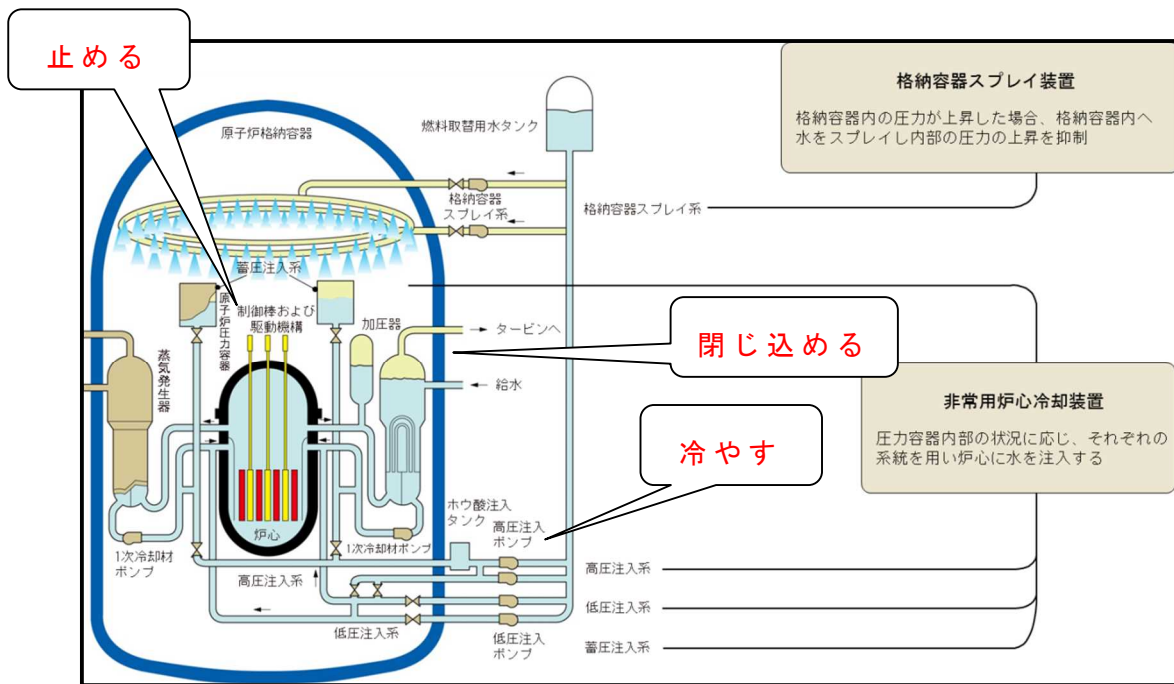 止める
原子炉格納容器
燃料取替用水タンク
格納容器スプレイ装置
格納容器内の圧力が上昇した場合、格納容器内へ
水をスプレイし内部の圧力の上昇を抑制
格納容器
スプレイ系
格納容器スプレイ系
蓄圧注入系
原子炉圧力容器
制御棒および
駆動機構
加圧器
タービンへ
閉じ込める
蒸気発生器
給水
非常用炉心冷却装置
圧力容器内部の状況に応じ、それぞれの
系統を用い炉心に水を注入する
冷やす
ホウ酸注入
タンク
高圧注入
ポンプ
炉心
1次冷却材
ポンプ
1次冷却材ポンプ
高圧注入系
高圧注入系
低圧注入系
低圧注入系
低圧注入
ポンプ
蓄圧注入系